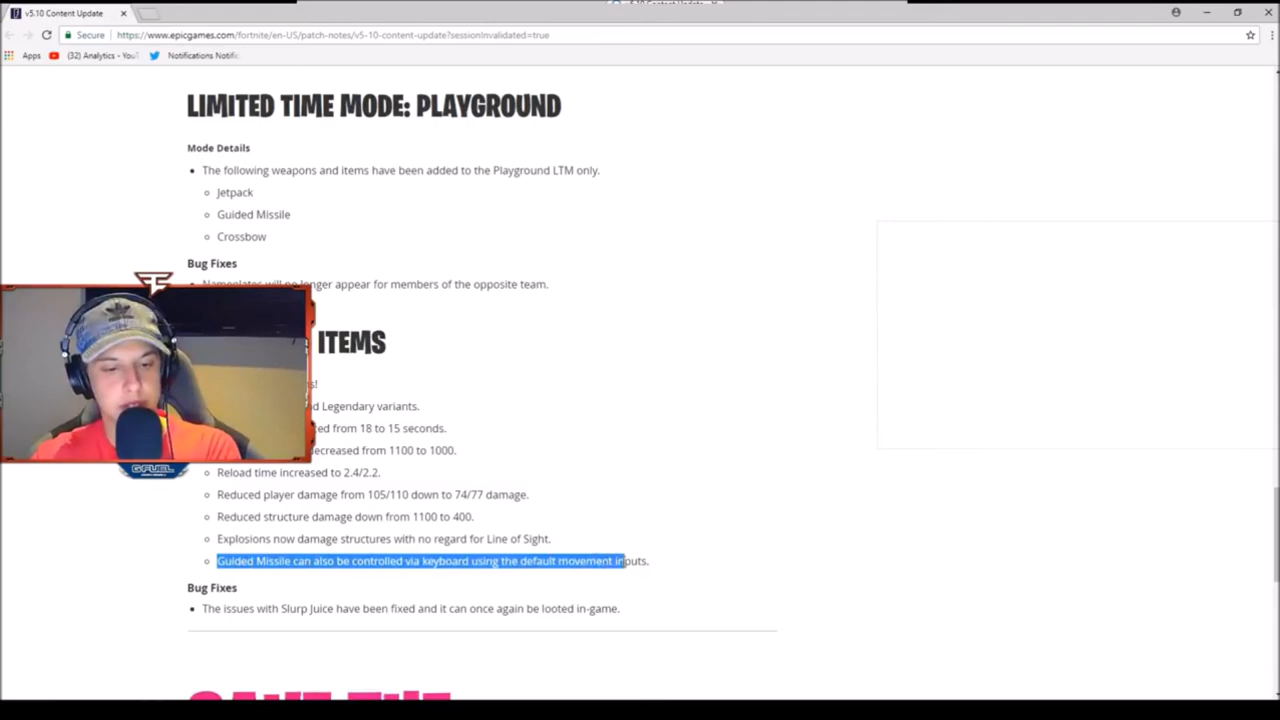 v5.10 Content Update
Secure
https://www.epicgames.com/fortnite/en-US/patch-notes/v5-10-content-update?sessionInvalidated=true
Apps
(32) Analytics - YouT
Notifications Notific
LIMITED TIME MODE: PLAYGROUND
Mode Details
The following weapons and items have been added to the Playground LTM only.
Jetpack
Guided Missile
Crossbow
Bug Fixes
Nameplates will no longer appear for members of the opposite team.
ITEMS
Legendary variants.
from 18 to 15 seconds.
decreased from 1100 to 1000.
Reload time increased to 2.4/2.2.
Reduced player damage from 105/110 down to 74/77 damage.
Reduced structure damage down from 1100 to 400.
Explosions now damage structures with no regard for Line of Sight.
Guided Missile can also be controlled via keyboard using the default movement inputs.
Bug Fixes
The issues with Slurp Juice have been fixed and it can once again be looted in-game.
G FUEL
SAVE THE